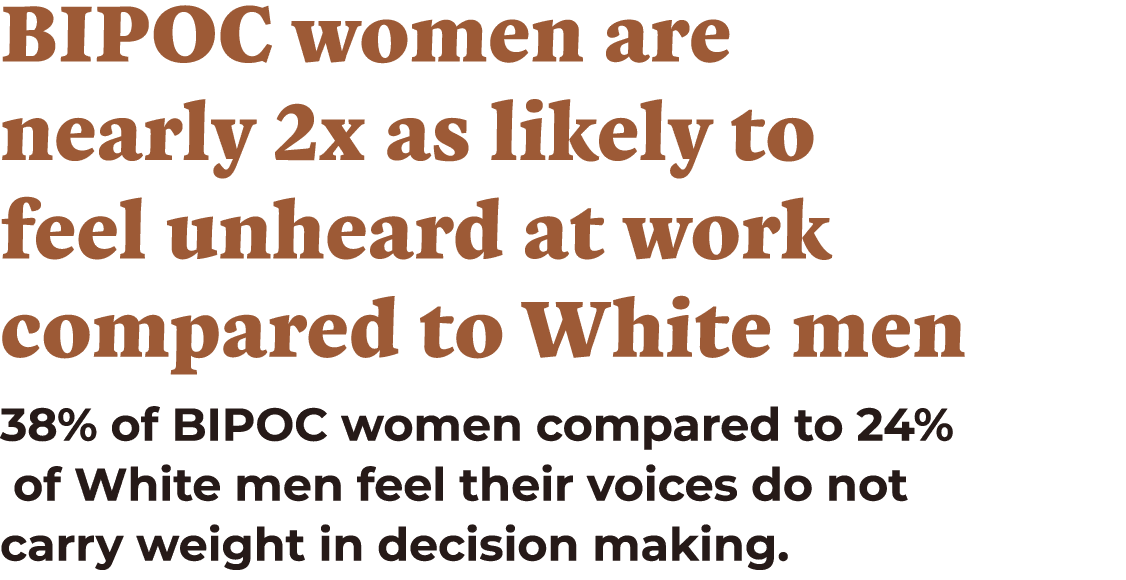 BIPOC women are
nearly 2x as likely to
feel unheard at work
compared to White men
38% of BIPOC women compared to 24%
of White men feel their voices do not
carry weight in decision making.